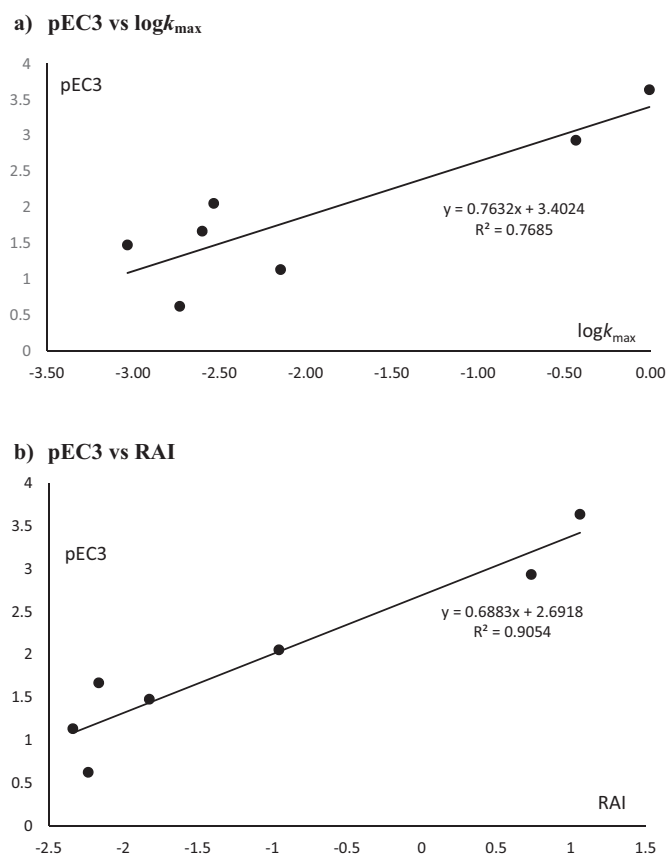 a) pEC3 vs logkmax
4
pEC3
3.5
3
2.5
y = 0.7632x + 3.4024
2
R² = 0.7685
1.5
1
0.5
logkmax
0
-3.50 -3.00 -2.50 -2.00 -1.50 -1.00 -0.50 0.00
b) pEC3 vs RAI
4
3.5
pEC3
3
2.5
y = 0.6883x + 2.6918
R² = 0.9054
2
1.5
1
0.5
RAI
0
-2.5 -2 -1.5 -1 -0.5 0 0.5 1 1.5